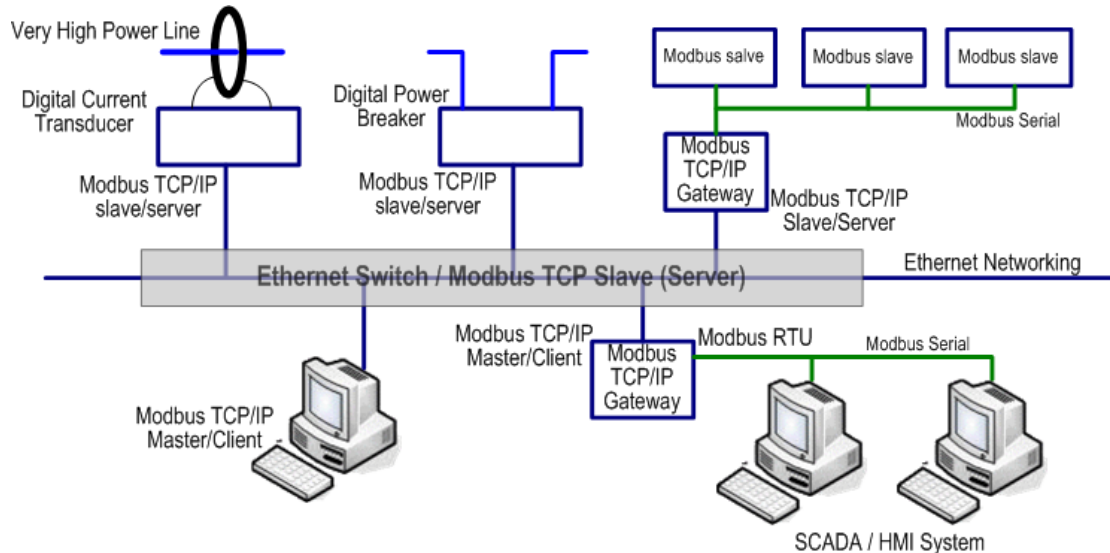 Very High Power Line
Digital Current
Transducer
Modbus TCP/IP
slave/server
Digital Power
Breaker
Modbus TCP/IP
slave/server
Modbus salve
Modbus slave
Modbus slave
Modbus Serial
Modbus
TCP/IP
Gateway
Modbus TCP/IP
Slave/Server
Ethernet Switch / Modbus TCP Slave (Server)
Ethernet Networking
Modbus TCP/IP
Master/Client
Modbus TCP/IP
Master/Client
Modbus
TCP/IP
Gateway
Modbus RTU
Modbus Serial
SCADA / HMI System